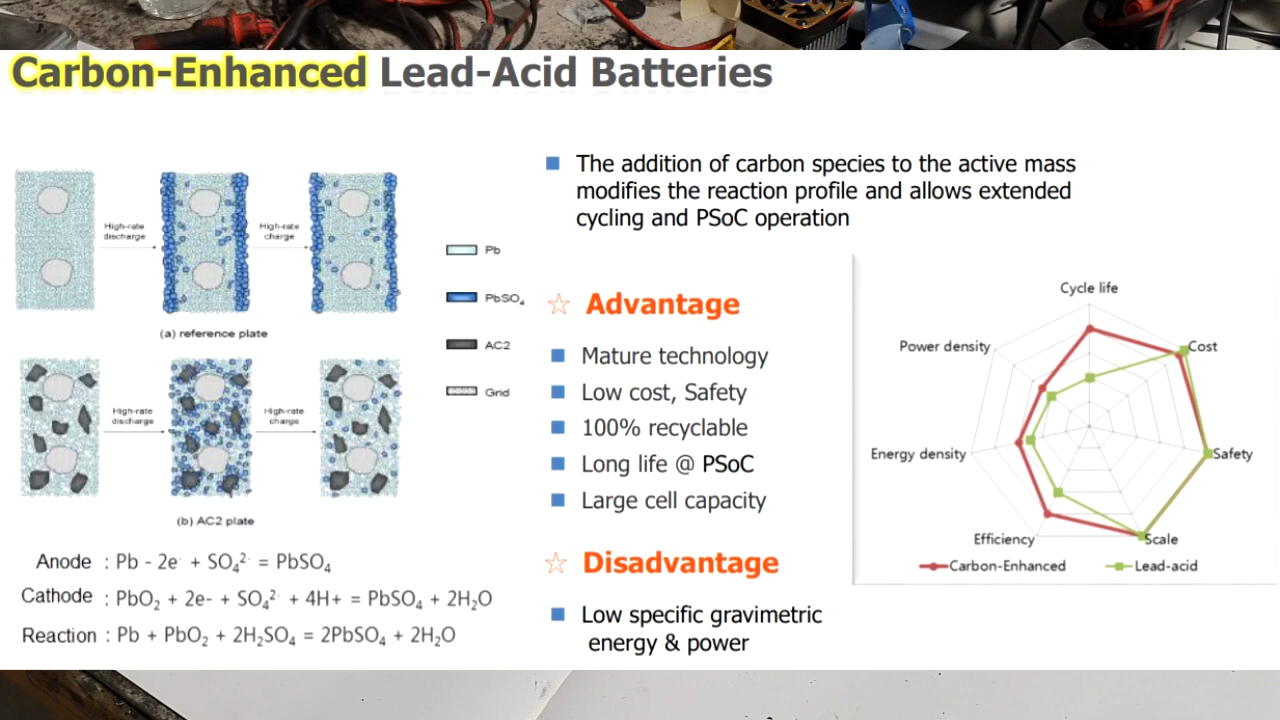 Carbon-Enhanced Lead-Acid Batteries
High-rate
discharge
High-rate
charge
(a) reference plate
High-rate
discharge
High-rate
charge
(b) AC2 plate
Pb
PbSO₄
AC2
Grid
Anode : Pb - 2e⁻ + SO₄²⁻ = PbSO₄
Cathode : PbO₂ + 2e- + SO₄²⁻ + 4H+ = PbSO₄ + 2H₂O
Reaction : Pb + PbO₂ + 2H₂SO₄ = 2PbSO₄ + 2H₂O
The addition of carbon species to the active mass
modifies the reaction profile and allows extended
cycling and PSoC operation
☆ Advantage
Mature technology
Low cost, Safety
100% recyclable
Long life @ PSoC
Large cell capacity
☆ Disadvantage
Low specific gravimetric
energy & power
Cycle life
Power density
Cost
Energy density
Safety
Efficiency
Scale
Carbon-Enhanced
Lead-acid